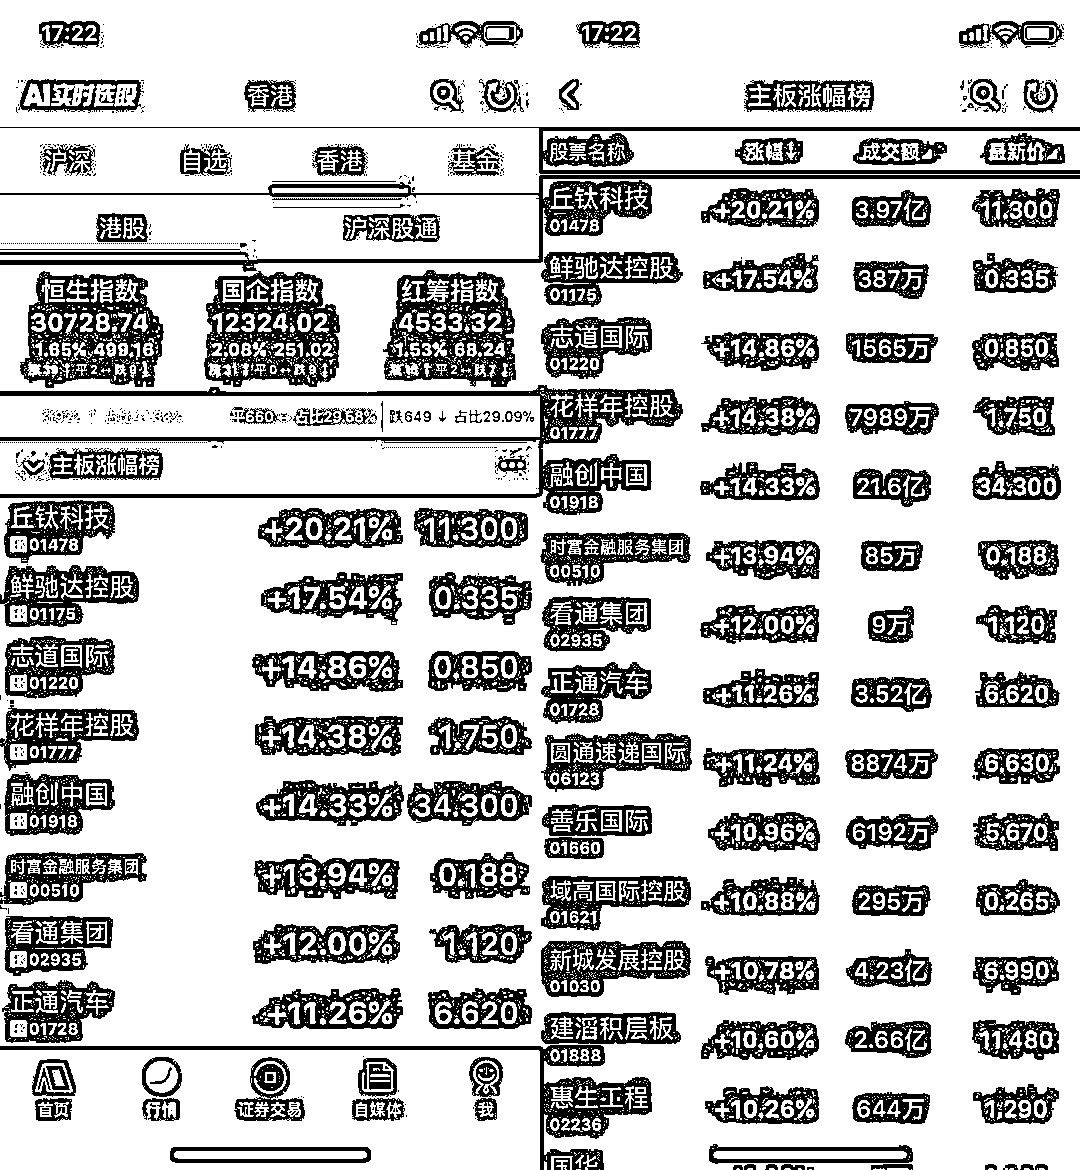 17:22
AI实时选股 香港
沪深 自选 香港 基金
港股 沪深股通
恒生指数 国企指数 红筹指数
30728.74 12324.02 4533.32
1.65% 499.16 2.08% 251.02 1.53% 68.24
平660 占比29.58% 跌649 ↓ 占比29.09%
主板涨幅榜
丘钛科技 +20.21% 11.300
01478
鲜驰达控股 +17.54% 0.335
01175
志道国际 +14.86% 0.850
01220
花样年控股 +14.38% 1.750
01777
融创中国 +14.33% 34.300
01918
时富金融服务集团 +13.94% 0.188
00510
看通集团 +12.00% 1.120
02935
正通汽车 +11.26% 6.620
01728
首页 行情 证券交易 自媒体 我
17:22
主板涨幅榜
股票名称 涨幅↓ 成交额 最新价
丘钛科技 +20.21% 3.97亿 11.300
01478
鲜驰达控股 +17.54% 387万 0.335
01175
志道国际 +14.86% 1565万 0.850
01220
花样年控股 +14.38% 7989万 1.750
01777
融创中国 +14.33% 21.6亿 34.300
01918
时富金融服务集团 +13.94% 85万 0.188
00510
看通集团 +12.00% 9万 1.120
02935
正通汽车 +11.26% 3.52亿 6.620
01728
圆通速递国际 +11.24% 8874万 6.630
06123
善乐国际 +10.96% 6192万 5.670
01660
域高国际控股 +10.88% 295万 0.265
01621
新城发展控股 +10.78% 4.23亿 6.990
01030
建滔积层板 +10.60% 2.66亿 11.480
01888
惠生工程 +10.26% 644万 1.290
02236